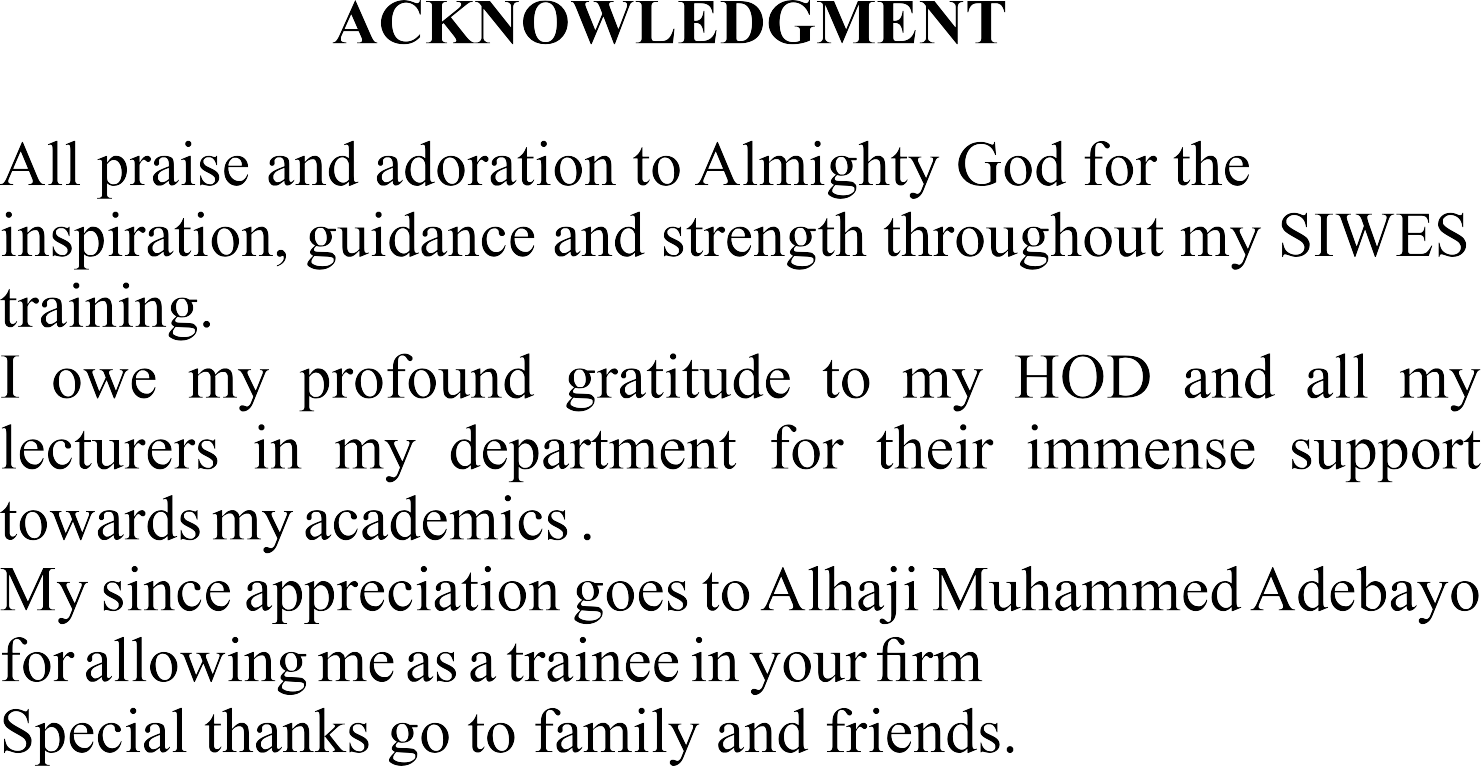 ACKNOWLEDGMENT
All praise and adoration to Almighty God for the
inspiration, guidance and strength throughout my SIWES
training.
I owe my profound gratitude to my HOD and all my
lecturers in my department for their immense support
towards my academics .
My since appreciation goes to Alhaji Muhammed Adebayo
for allowing me as a trainee in your firm
Special thanks go to family and friends.